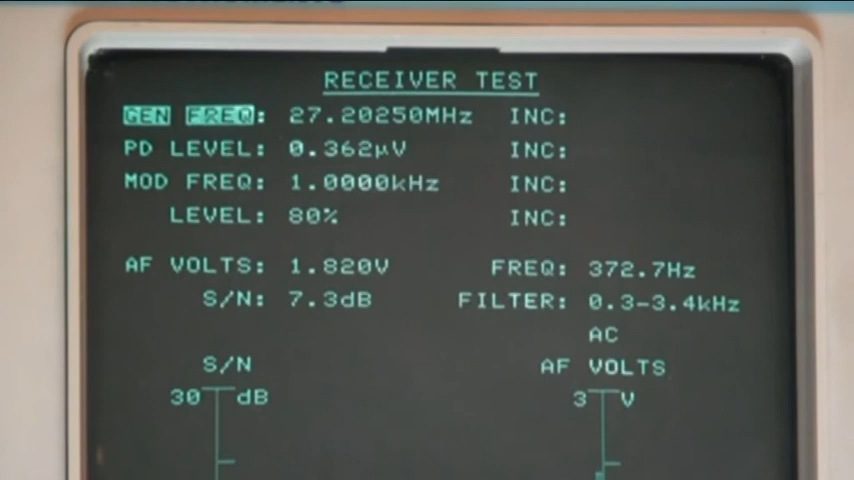 RECEIVER TEST
GEN FREQ: 27.20250MHz INC:
PD LEVEL: 0.362µV INC:
MOD FREQ: 1.0000kHz INC:
LEVEL: 80% INC:
AF VOLTS: 1.820V FREQ: 372.7Hz
S/N: 7.3dB FILTER: 0.3-3.4kHz
AC
S/N AF VOLTS
30 dB 3 V